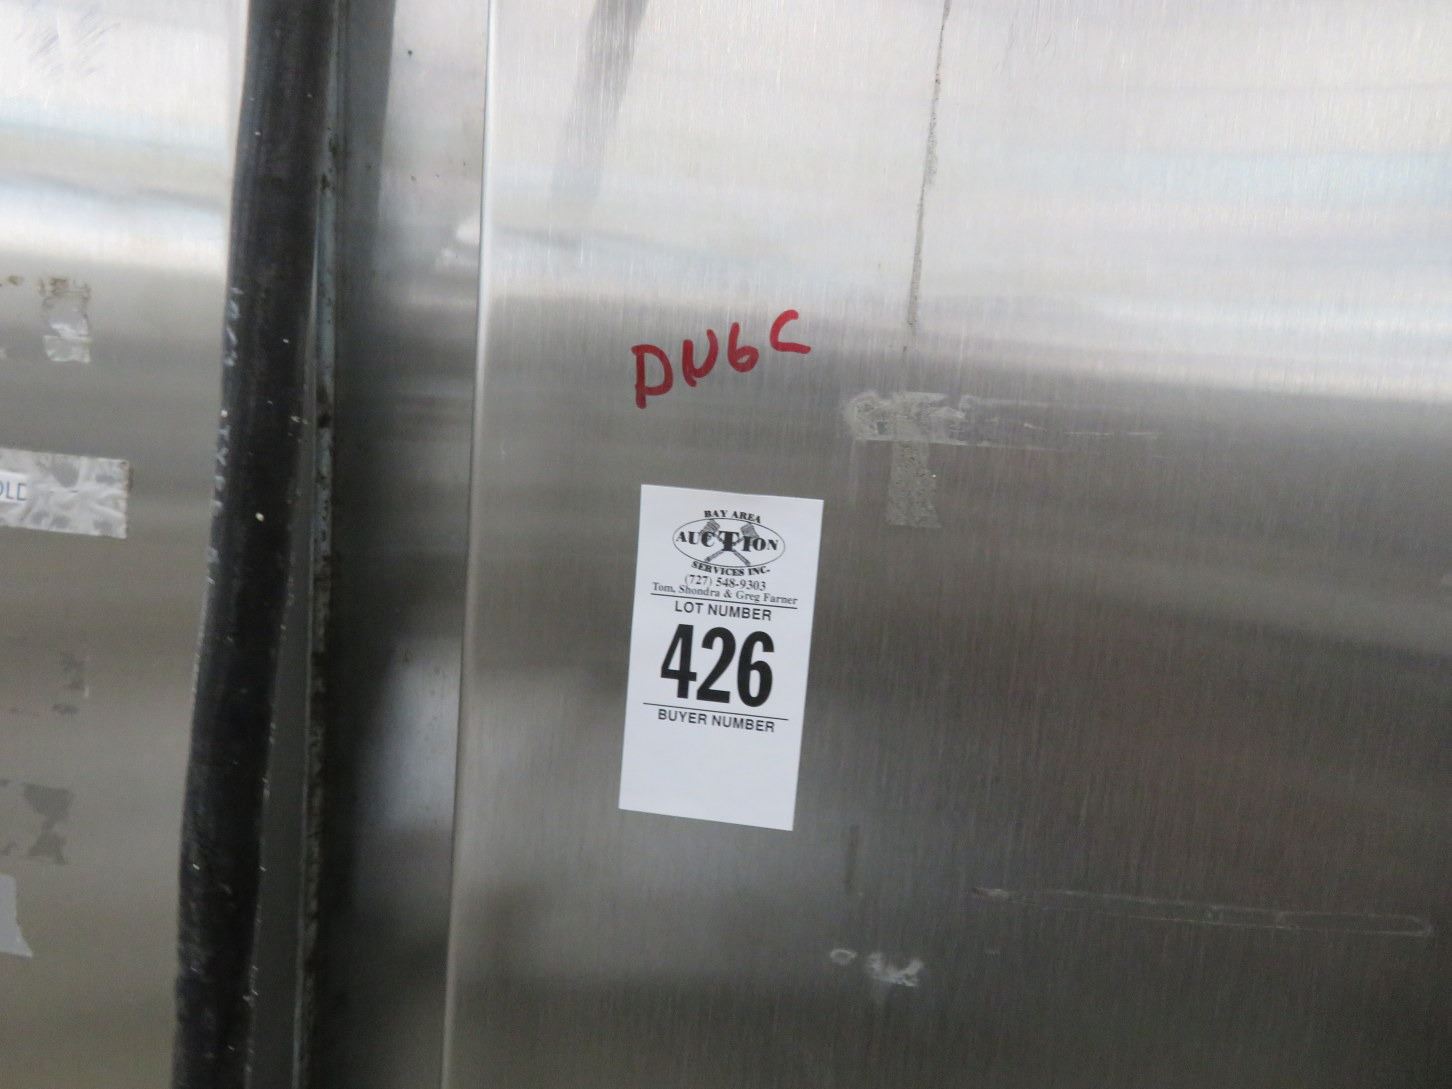 DNGC
OLD
BAY AREA
AUCTION
SERVICES INC.
(727) 548-9303
Tom, Shondra & Greg Farner
LOT NUMBER
426
BUYER NUMBER